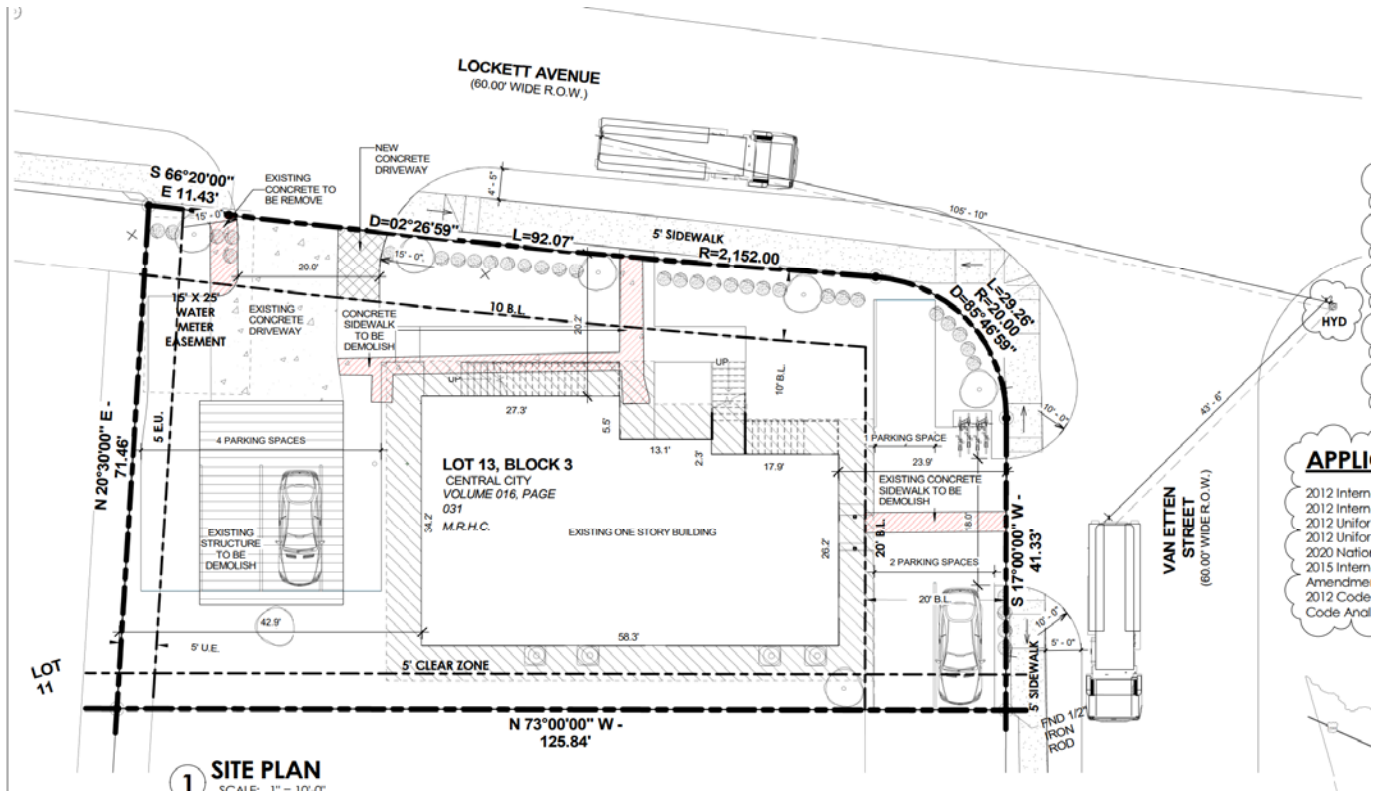 LOCKETT AVENUE
(60.00' WIDE R.O.W.)
NEW
CONCRETE
DRIVEWAY
S 66°20'00"
E 11.43'
EXISTING
CONCRETE TO
BE REMOVE
15'- 0"
4' - 5"
105' - 10"
D=02°26'59"
L=92.07'
5' SIDEWALK
R=2,152.00
15' - 0"
20.0'
L=29.26'
R=20.00
D=85°46'59"
HYD
15' X 25'
WATER
METER
EASEMENT
EXISTING
CONCRETE
DRIVEWAY
10 B.L.
CONCRETE
SIDEWALK
TO BE
DEMOLISH
20.2'
UP
UP
10' B.L.
43' - 6"
10' - 0"
N 20°30'00" E -
71.46'
5 E.U.
4 PARKING SPACES
27.3'
5.5'
13.1'
2.3'
17.9'
PARKING SPACE
23.9'
LOT 13, BLOCK 3
CENTRAL CITY
VOLUME 016, PAGE
031
M.R.H.C.
34.2'
EXISTING ONE STORY BUILDING
26.2'
EXISTING CONCRETE
SIDEWALK TO BE
DEMOLISH
18.0'
20' B.L.
S 17°00'00" W -
41.33'
VAN ETTEN
STREET
(60.00' WIDE R.O.W.)
APPLI
2012 Intern
2012 Intern
2012 Unifor
2012 Unifor
2020 Natio
2015 Intern
Amendme
2012 Code
Code Anal
EXISTING
STRUCTURE
TO BE
DEMOLISH
2 PARKING SPACES
20' B.L.
10' - 0"
5' - 0"
42.9'
58.3'
5' U.E.
5' CLEAR ZONE
5' SIDEWALK
LOT
11
N 73°00'00" W -
125.84'
FND 1/2"
IRON
ROD
1
SITE PLAN
SCALE: 1" = 10'-0"